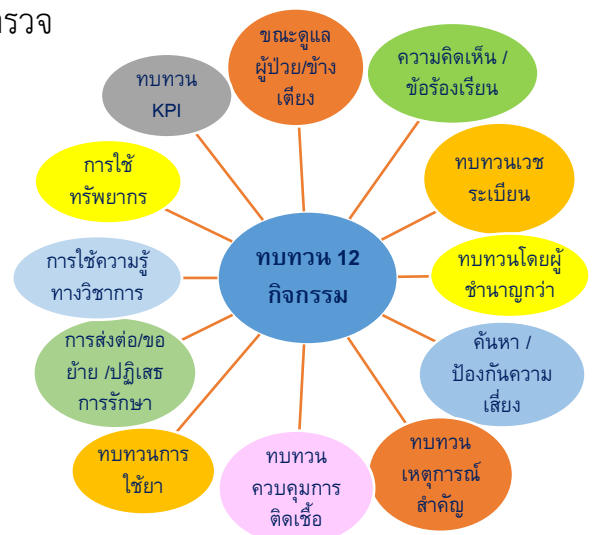 ขณะดูแล
ผู้ป่วย/ข้าง
เตียง
ความคิดเห็น /
ข้อร้องเรียน
ทบทวนเวช
ระเบียน
ทบทวนโดยผู้
ชำนาญกว่า
ค้นหา /
ป้องกันความ
เสี่ยง
ทบทวน
เหตุการณ์
สำคัญ
ทบทวน
ควบคุมการ
ติดเชื้อ
ทบทวนการ
ใช้ยา
การส่งต่อ/ขอ
ย้าย /ปฏิเสธ
การรักษา
การใช้ความรู้
ทางวิชาการ
การใช้
ทรัพยากร
ทบทวน
KPI
ทบทวน 12
กิจกรรม